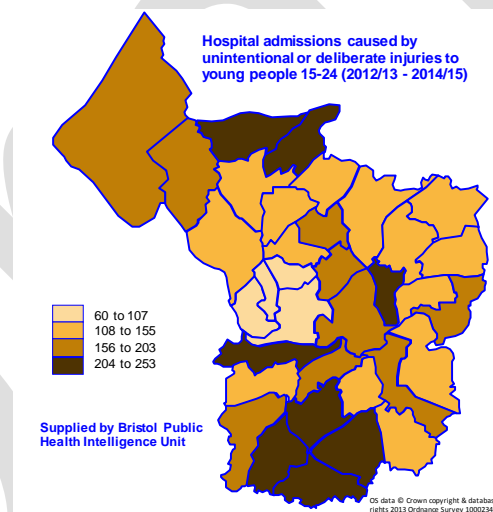 Hospital admissions caused by
unintentional or deliberate injuries to
young people 15-24 (2012/13 - 2014/15)
60 to 107
108 to 155
156 to 203
204 to 253
Supplied by Bristol Public
Health Intelligence Unit
OS data © Crown copyright & databas
rights 2013 Ordnance Survey 1000234